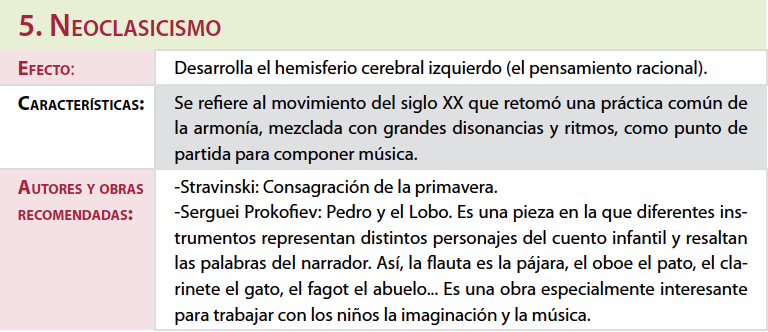 5. Neoclasicismo
Efecto: Desarrolla el hemisferio cerebral izquierdo (el pensamiento racional).
Características: Se refiere al movimiento del siglo XX que retomó una práctica común de
la armonía, mezclada con grandes disonancias y ritmos, como punto de
partida para componer música.
Autores y obras
recomendadas:
-Stravinski: Consagración de la primavera.
-Serguei Prokofiev: Pedro y el Lobo. Es una pieza en la que diferentes ins-
trumentos representan distintos personajes del cuento infantil y resaltan
las palabras del narrador. Así, la flauta es la pájara, el oboe el pato, el cla-
rinete el gato, el fagot el abuelo... Es una obra especialmente interesante
para trabajar con los niños la imaginación y la música.